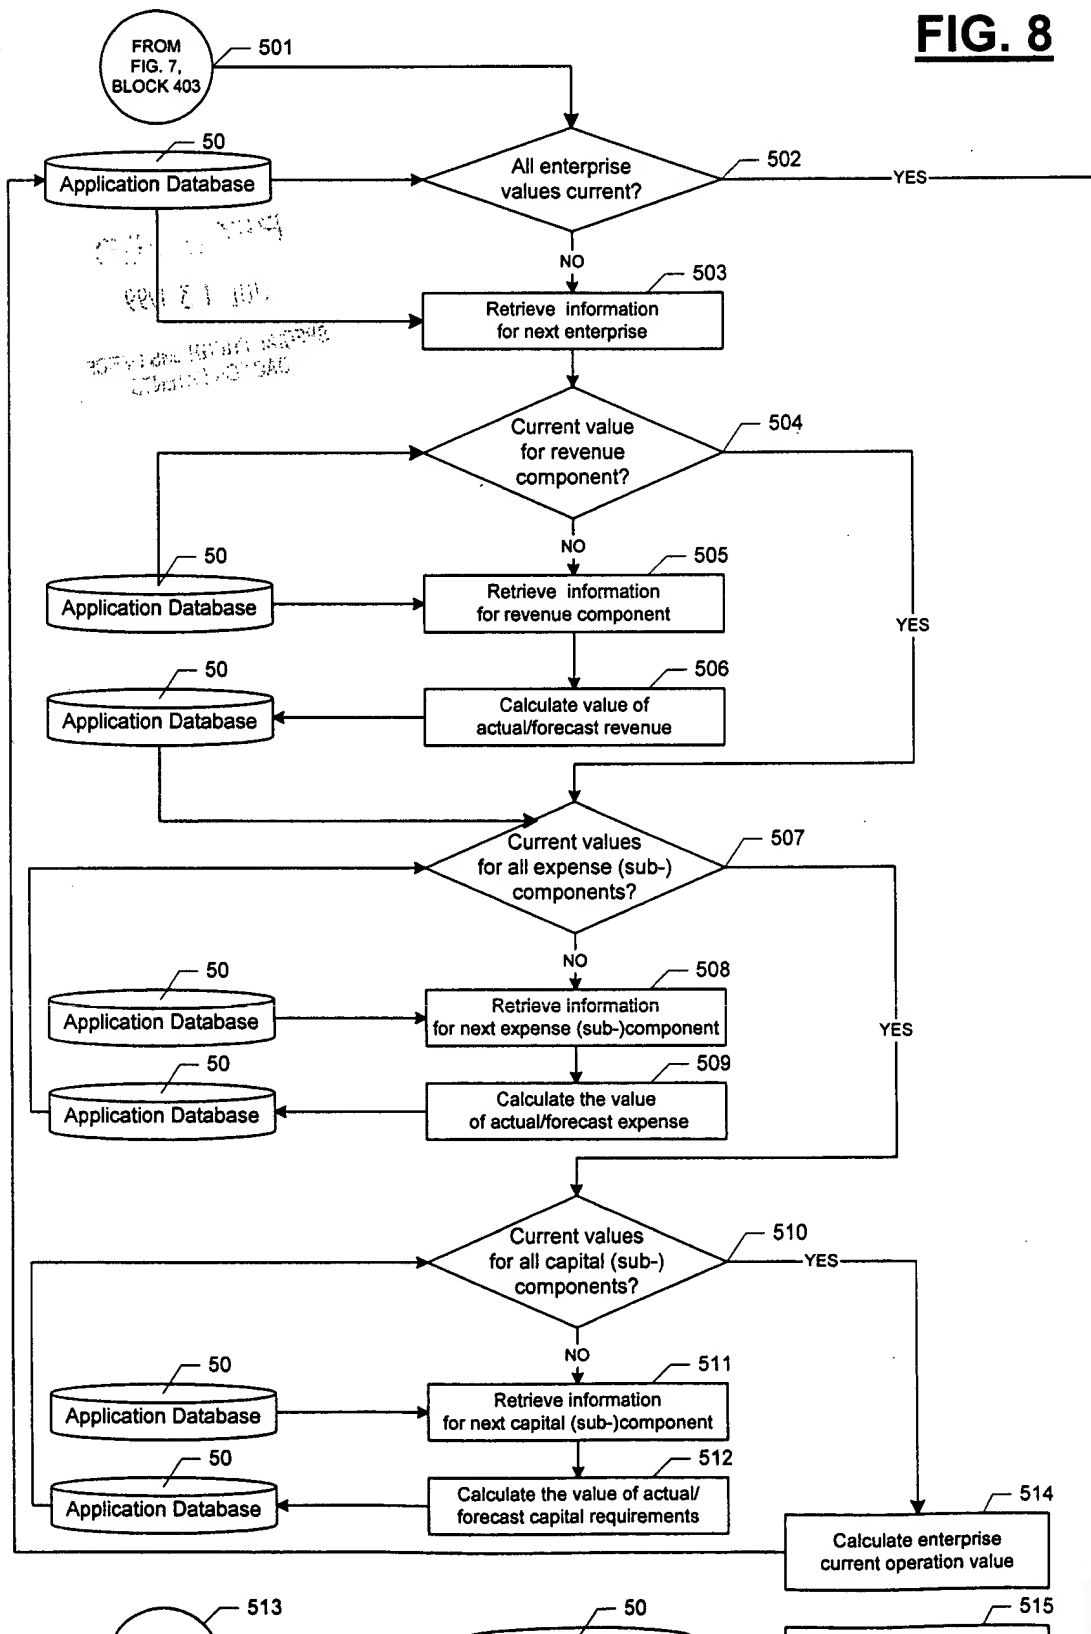 FIG. 8
FROM
FIG. 7,
BLOCK 403
501
50
Application Database
All enterprise
values current?
502
YES
NO
503
Retrieve information
for next enterprise
Current value
for revenue
component?
504
YES
NO
50
Application Database
505
Retrieve information
for revenue component
50
Application Database
506
Calculate value of
actual/forecast revenue
Current values
for all expense (sub-)
components?
507
YES
NO
50
Application Database
508
Retrieve information
for next expense (sub-)component
50
Application Database
509
Calculate the value
of actual/forecast expense
Current values
for all capital (sub-)
components?
510
YES
NO
50
Application Database
511
Retrieve information
for next capital (sub-)component
50
Application Database
512
Calculate the value of actual/
forecast capital requirements
514
Calculate enterprise
current operation value
513
50
515